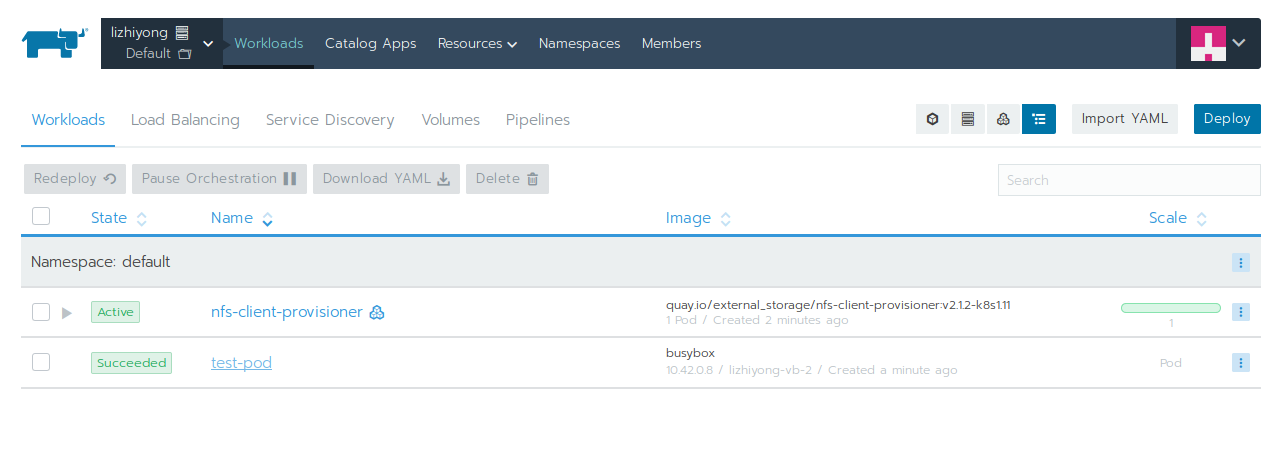 lizhiyong
Default
Workloads Catalog Apps Resources Namespaces Members
Workloads Load Balancing Service Discovery Volumes Pipelines
Import YAML Deploy
Redeploy Pause Orchestration Download YAML Delete
Search
State Name Image Scale
Namespace: default
Active nfs-client-provisioner quay.io/external_storage/nfs-client-provisioner:v2.1.2-k8s1.11
1 Pod / Created 2 minutes ago 1
Succeeded test-pod busybox Pod
10.42.0.8 / lizhiyong-vb-2 / Created a minute ago